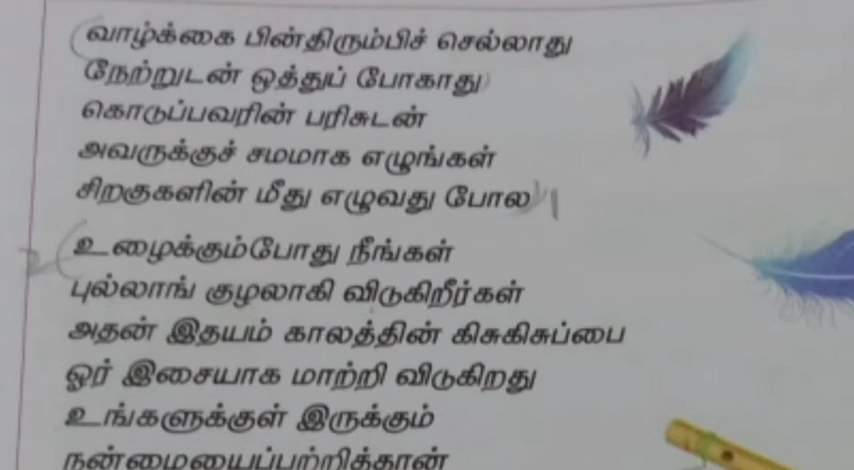 வாழ்க்கை பின்திரும்பிச் செல்லாது
நேற்றுடன் ஒத்துப் போகாது
கொடுப்பவரின் பரிசுடன்
அவருக்குச் சமமாக எழுங்கள்
சிறகுகளின் மீது எழுவது போல
உழைக்கும்போது நீங்கள்
புல்லாங் குழலாகி விடுகிறீர்கள்
அதன் இதயம் காலத்தின் கிசுகிசுப்பை
ஓர் இசையாக மாற்றி விடுகிறது
உங்களுக்குள் இருக்கும்
நன்மையைப்பற்றித்தான்